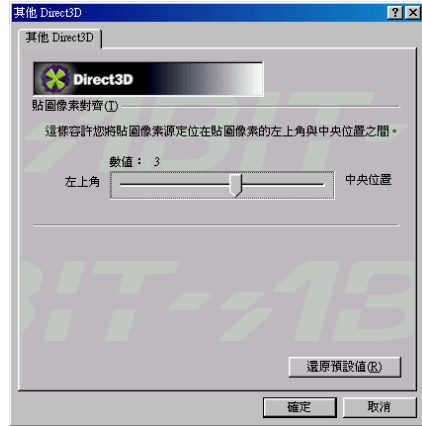 其他 Direct3D
其他 Direct3D
Direct3D
貼圖像素對齊(T)
這樣容許您將貼圖像素源定位在貼圖像素的左上角與中央位置之間。
數值： 3
左上角
中央位置
還原預設值(R)
確定
取消